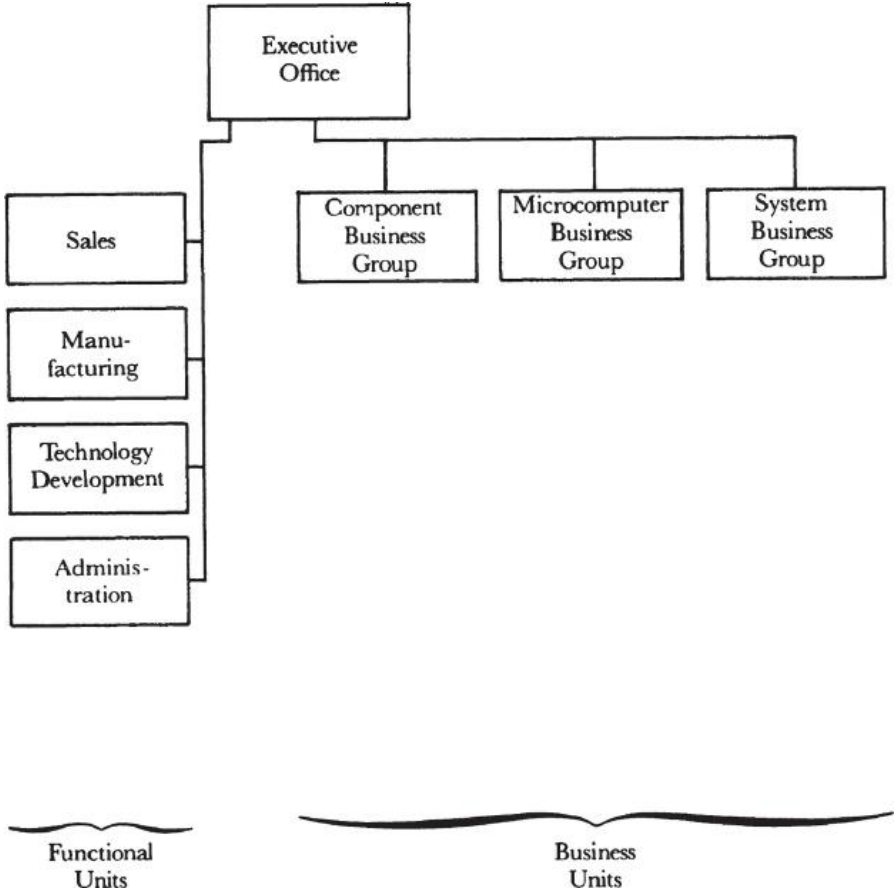 Executive
Office
Sales
Manu-
facturing
Technology
Development
Adminis-
tration
Component
Business
Group
Microcomputer
Business
Group
System
Business
Group
Functional
Units
Business
Units